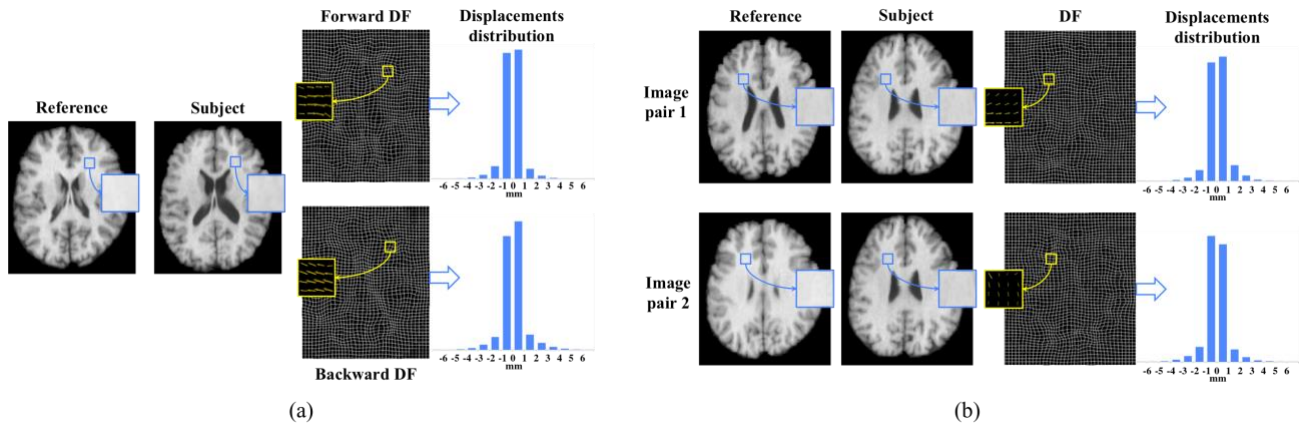 Forward DF
Displacements
distribution
Reference
Subject
-6 -5 -4 -3 -2 -1 0 1 2 3 4 5 6
mm
-6 -5 -4 -3 -2 -1 0 1 2 3 4 5 6
mm
Backward DF
(a)
Reference
Subject
DF
Displacements
distribution
Image
pair 1
-6 -5 -4 -3 -2 -1 0 1 2 3 4 5 6
mm
Image
pair 2
-6 -5 -4 -3 -2 -1 0 1 2 3 4 5 6
mm
(b)